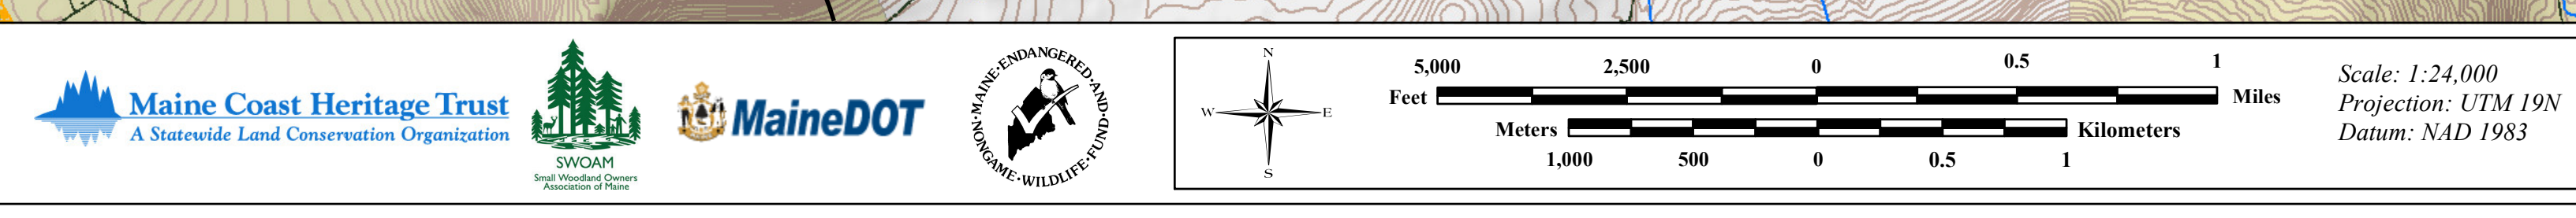 Maine Coast Heritage Trust
A Statewide Land Conservation Organization
SWOAM
Small Woodland Owners
Association of Maine
MaineDOT
MAINE·ENDANGERED·AND·NONGAME·WILDLIFE·FUND·
N
W E
S
5,000 2,500 0 0.5 1
Feet Miles
Meters Kilometers
1,000 500 0 0.5 1
Scale: 1:24,000
Projection: UTM 19N
Datum: NAD 1983